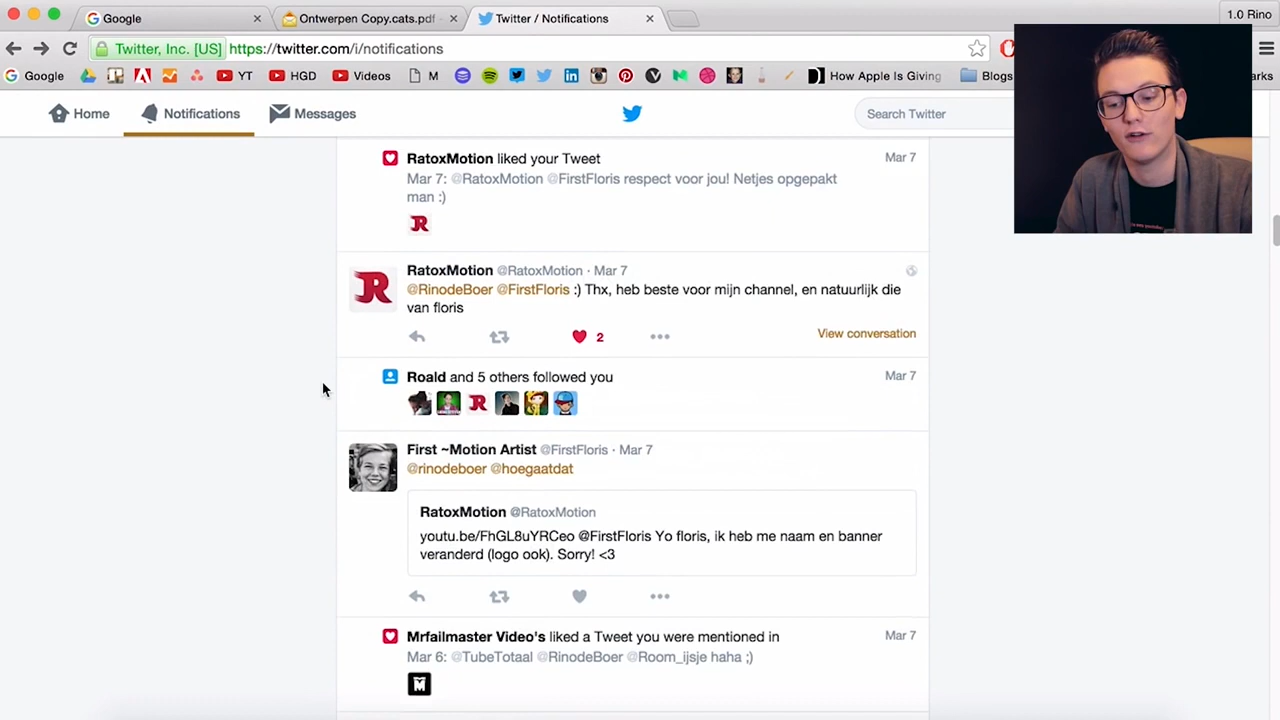 Google
Ontwerpen Copy.cats.pdf
Twitter / Notifications
1.0 Rino
Twitter, Inc. [US] https://twitter.com/i/notifications
Google
YT
HGD
Videos
M
How Apple Is Giving
Blogs
Home
Notifications
Messages
Search Twitter
RatoxMotion liked your Tweet
Mar 7
Mar 7: @RatoxMotion @FirstFloris respect voor jou! Netjes opgepakt
man :)
RatoxMotion @RatoxMotion · Mar 7
@RinodeBoer @FirstFloris :) Thx, heb beste voor mijn channel, en natuurlijk die
van floris
2
View conversation
Roald and 5 others followed you
Mar 7
First ~Motion Artist @FirstFloris · Mar 7
@rinodeboer @hoegaatdat
RatoxMotion @RatoxMotion
youtu.be/FhGL8uYRCeo @FirstFloris Yo floris, ik heb me naam en banner
veranderd (logo ook). Sorry! <3
Mrfailmaster Video's liked a Tweet you were mentioned in
Mar 7
Mar 6: @TubeTotaal @RinodeBoer @Room_ijsje haha ;)